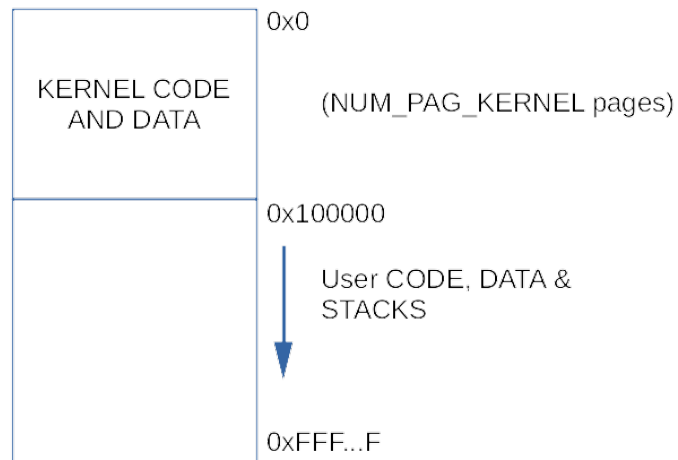 0x0
KERNEL CODE
AND DATA
(NUM_PAG_KERNEL pages)
0x100000
User CODE, DATA &
STACKS
0xFFF...F